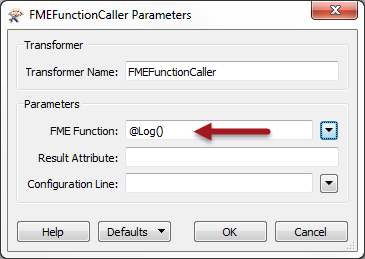 FMEFunctionCaller Parameters
Transformer
Transformer Name: FMEFunctionCaller
Parameters
FME Function: @Log()
Result Attribute:
Configuration Line:
Help Defaults OK Cancel